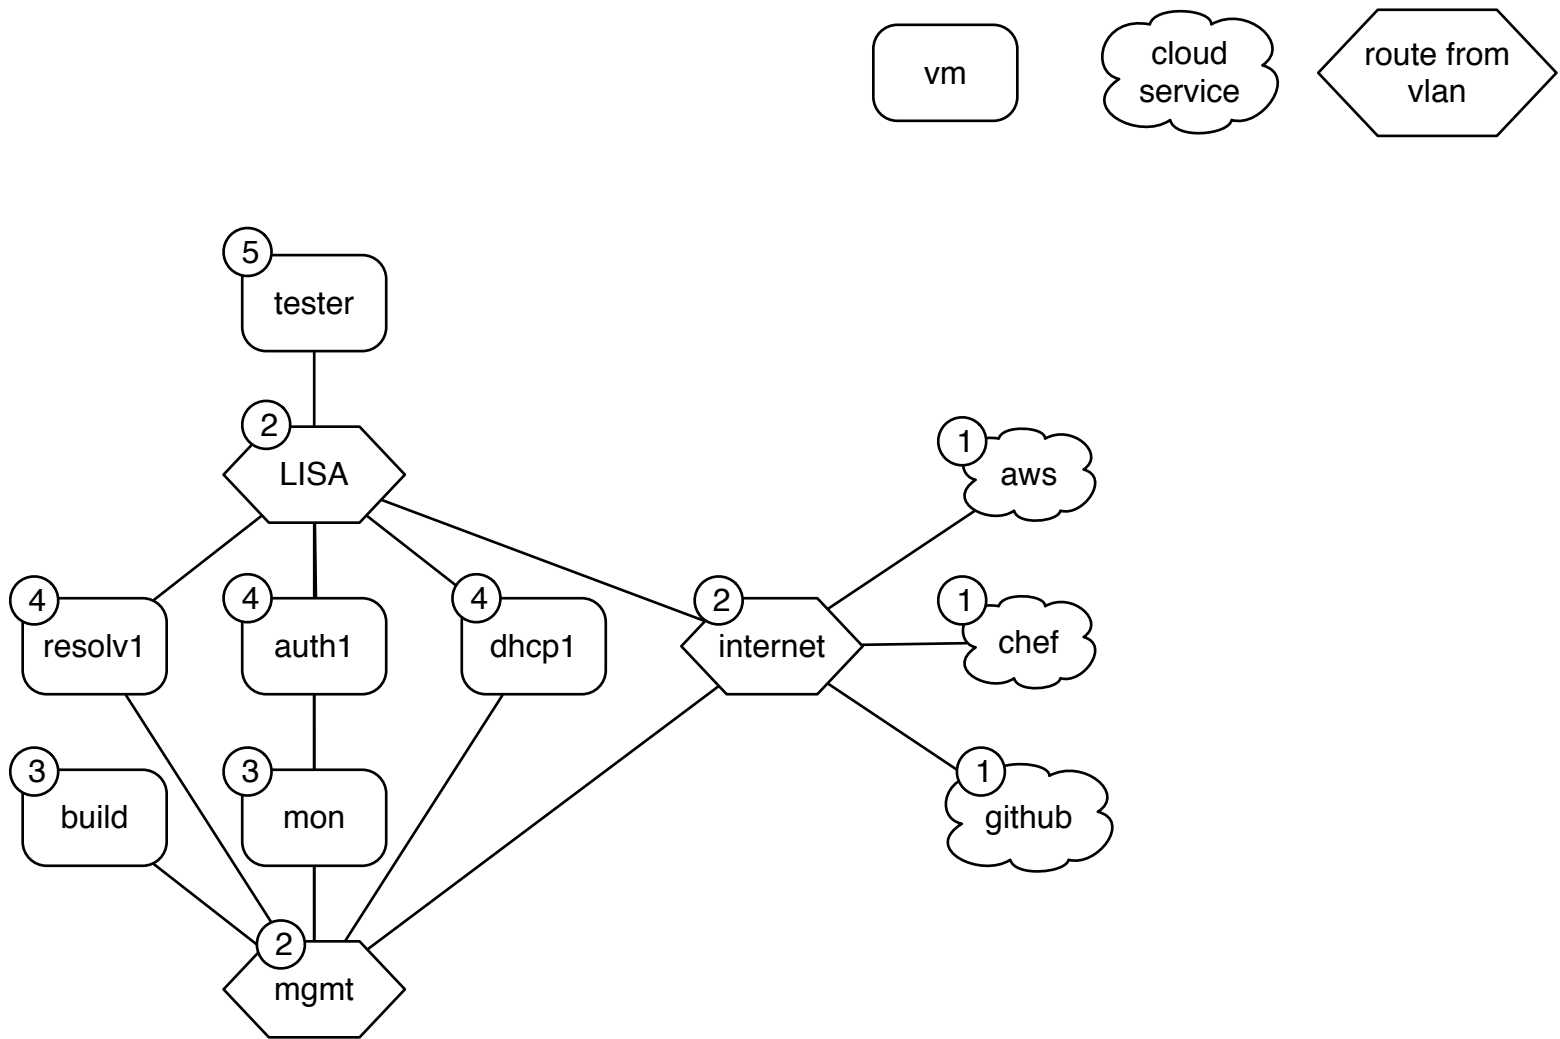 vm
cloud
service
route from
vlan
5
tester
2
LISA
1
aws
4
resolv1
4
auth1
4
dhcp1
2
internet
1
chef
3
build
3
mon
1
github
2
mgmt